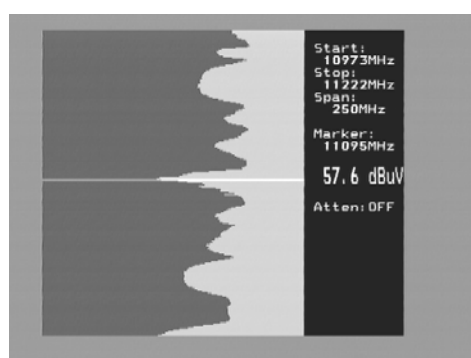 Start:
10973MHz
Stop:
11222MHz
Span:
250MHz
Marker:
11095MHz
57.6 dBuV
Atten:OFF